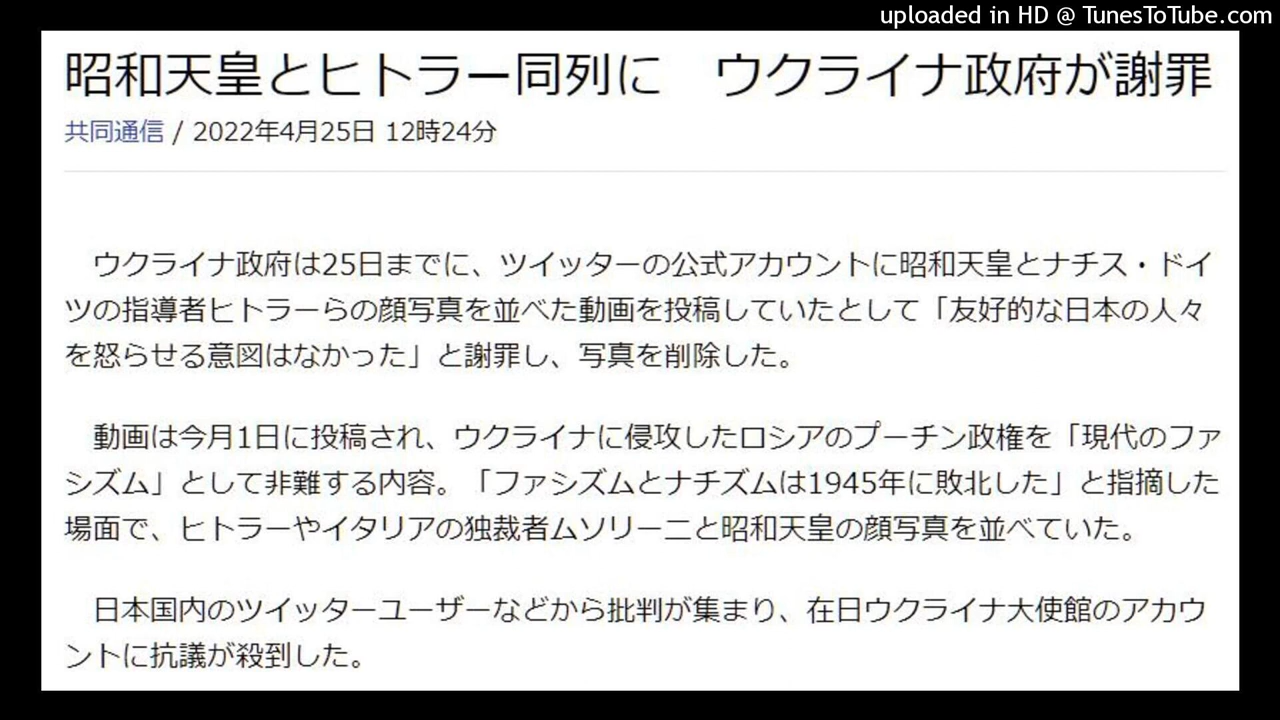 uploaded in HD @ TunesToTube.com
昭和天皇とヒトラー同列に　ウクライナ政府が謝罪
共同通信 / 2022年4月25日 12時24分
　ウクライナ政府は25日までに、ツイッターの公式アカウントに昭和天皇とナチス・ドイ
ツの指導者ヒトラーらの顔写真を並べた動画を投稿していたとして「友好的な日本の人々
を怒らせる意図はなかった」と謝罪し、写真を削除した。
　動画は今月1日に投稿され、ウクライナに侵攻したロシアのプーチン政権を「現代のファ
シズム」として非難する内容。「ファシズムとナチズムは1945年に敗北した」と指摘した
場面で、ヒトラーやイタリアの独裁者ムソリーニと昭和天皇の顔写真を並べていた。
　日本国内のツイッターユーザーなどから批判が集まり、在日ウクライナ大使館のアカウ
ントに抗議が殺到した。